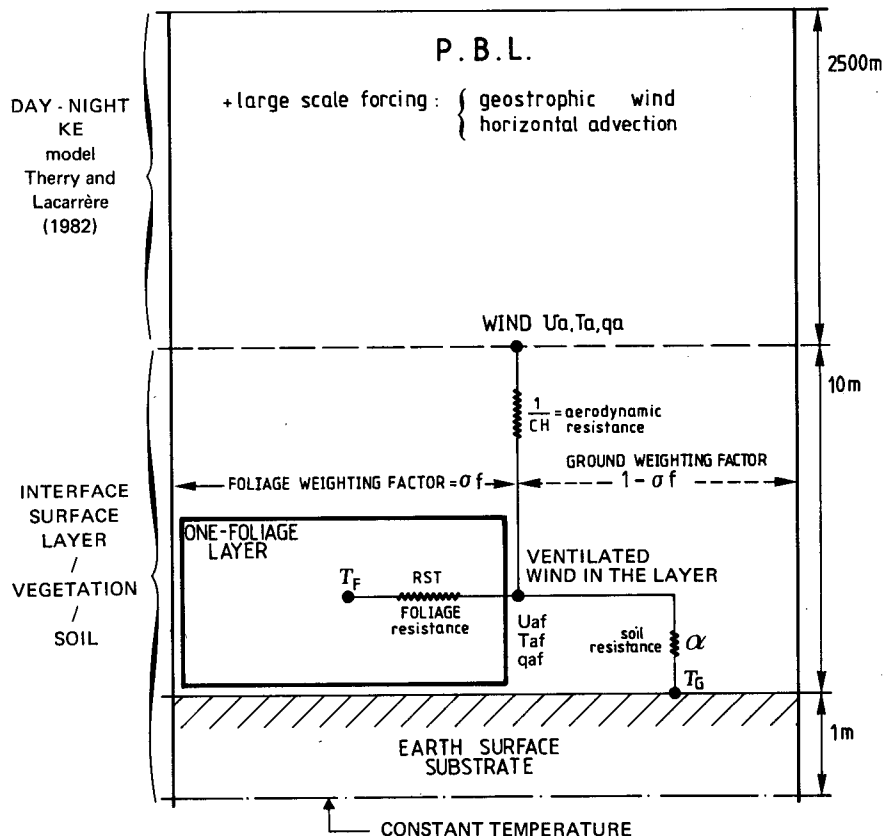 P.B.L.
+large scale forcing : { geostrophic wind
horizontal advection
2500m
DAY - NIGHT
KE
model
Therry and
Lacarrère
(1982)
WIND Ua,Ta,qa
10m
1/CH = aerodynamic
resistance
FOLIAGE WEIGHTING FACTOR=σf
GROUND WEIGHTING FACTOR
1-σf
INTERFACE
SURFACE
LAYER
/
VEGETATION
/
SOIL
ONE-FOLIAGE
LAYER
TF
RST
FOLIAGE
resistance
VENTILATED
WIND IN THE LAYER
Uaf
Taf
qaf
soil
resistance
α
TG
1m
EARTH SURFACE
SUBSTRATE
CONSTANT TEMPERATURE